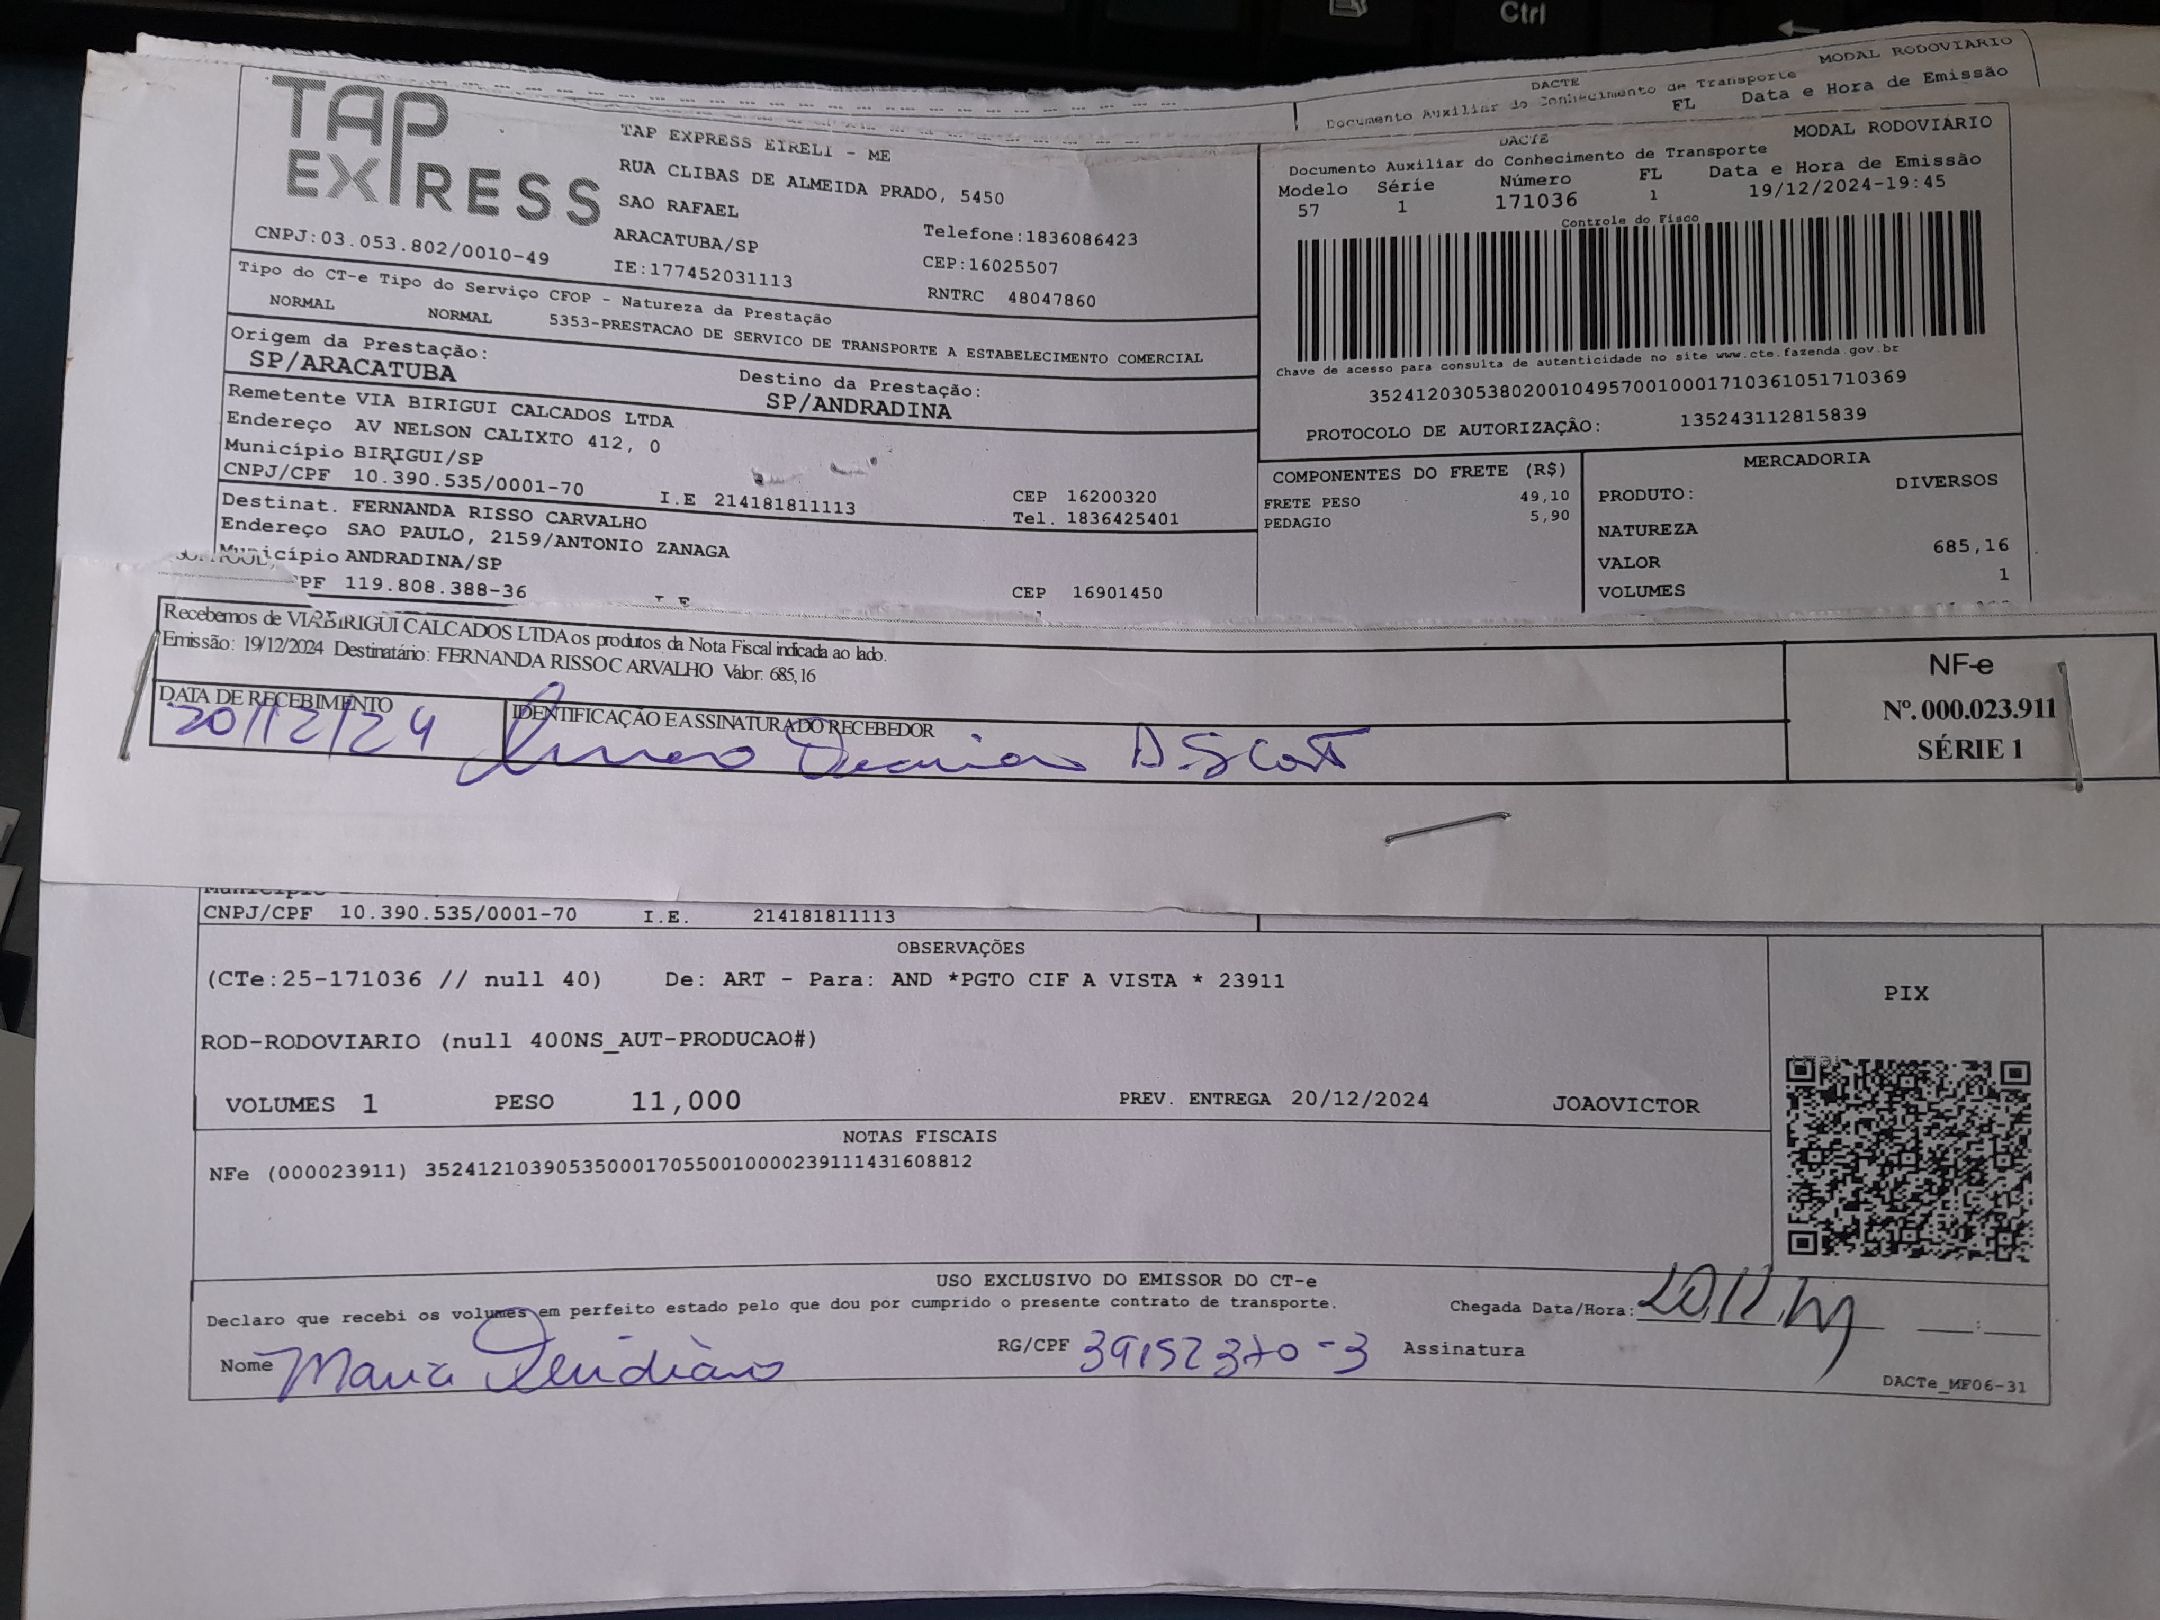 Ctrl
DACTE
MODAL RODOVIARIO
Documento Auxiliar do Conhecimento de Transporte
FL Data e Hora de Emissão
TAP EXPRESS
TAP EXPRESS EIRELI - ME
RUA CLIBAS DE ALMEIDA PRADO, 5450
SAO RAFAEL
ARACATUBA/SP
Telefone:1836086423
CNPJ:03.053.802/0010-49
IE:177452031113
CEP:16025507
RNTRC 48047860
DACTE
MODAL RODOVIÁRIO
Documento Auxiliar do Conhecimento de Transporte
Modelo Série Número FL Data e Hora de Emissão
57 1 171036 1 19/12/2024-19:45
Controle do Fisco
Chave de acesso para consulta de autenticidade no site www.cte.fazenda.gov.br
35241203053802001049570010001710361051710369
PROTOCOLO DE AUTORIZAÇÃO: 135243112815839
Tipo do CT-e Tipo do Serviço CFOP - Natureza da Prestação
NORMAL NORMAL 5353-PRESTACAO DE SERVICO DE TRANSPORTE A ESTABELECIMENTO COMERCIAL
Origem da Prestação:
SP/ARACATUBA
Destino da Prestação:
SP/ANDRADINA
Remetente VIA BIRIGUI CALCADOS LTDA
Endereço AV NELSON CALIXTO 412, 0
Município BIRIGUI/SP
CNPJ/CPF 10.390.535/0001-70 I.E 214181811113
CEP 16200320
Tel. 1836425401
Destinat. FERNANDA RISSO CARVALHO
Endereço SAO PAULO, 2159/ANTONIO ZANAGA
Município ANDRADINA/SP
PF 119.808.388-36 I E CEP 16901450
COMPONENTES DO FRETE (R$)
FRETE PESO 49,10
PEDAGIO 5,90
MERCADORIA
PRODUTO: DIVERSOS
NATUREZA
VALOR 685,16
VOLUMES 1
Recebemos de VIA BIRIGUI CALCADOS LTDA os produtos da Nota Fiscal indicada ao lado.
Emissão: 19/12/2024 Destinatário: FERNANDA RISSO CARVALHO Valor: 685,16
DATA DE RECEBIMENTO
20/12/24
IDENTIFICAÇÃO E ASSINATURA DO RECEBEDOR
NF-e
Nº. 000.023.911
SÉRIE 1
CNPJ/CPF 10.390.535/0001-70 I.E. 214181811113
OBSERVAÇÕES
(CTe:25-171036 // null 40) De: ART - Para: AND *PGTO CIF A VISTA * 23911
ROD-RODOVIARIO (null 400NS_AUT-PRODUCAO#)
VOLUMES 1 PESO 11,000 PREV. ENTREGA 20/12/2024 JOAOVICTOR
PIX
NOTAS FISCAIS
NFe (000023911) 35241210390535000170550010000239111431608812
USO EXCLUSIVO DO EMISSOR DO CT-e
Declaro que recebi os volumes em perfeito estado pelo que dou por cumprido o presente contrato de transporte.
Chegada Data/Hora:
Nome Maria
RG/CPF 39152370-3 Assinatura
DACTe_MF06-31